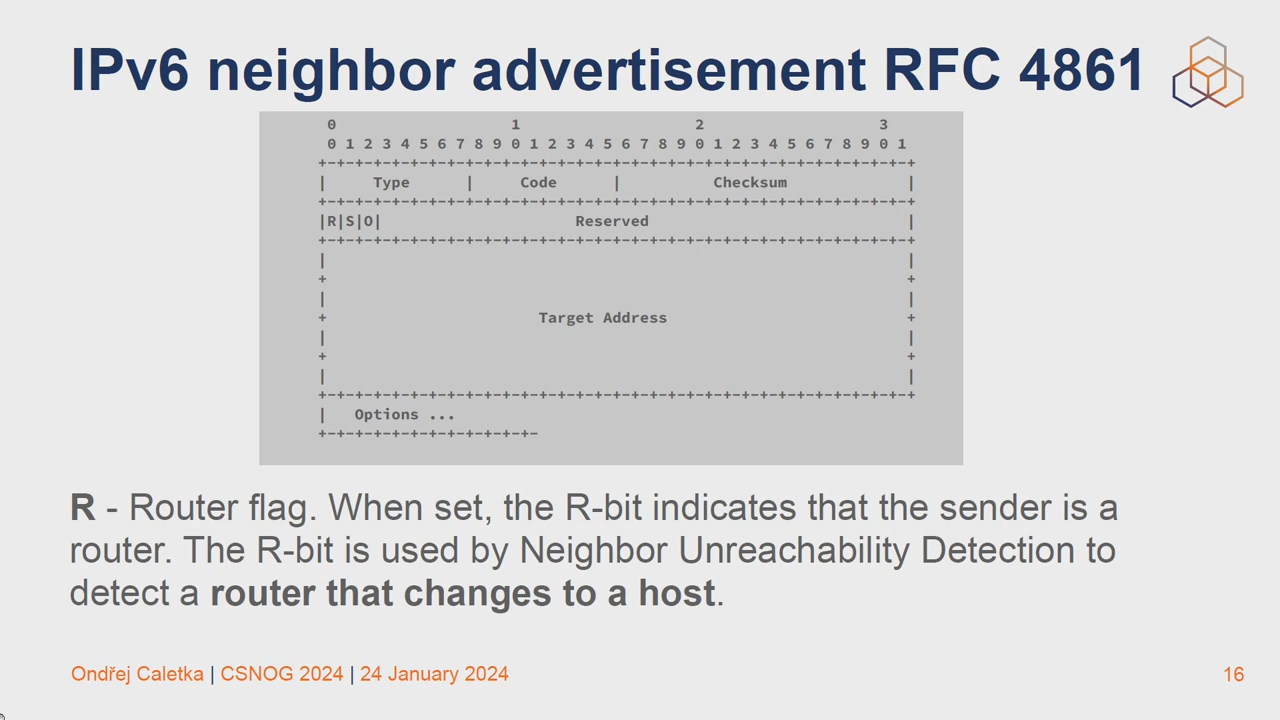 IPv6 neighbor advertisement RFC 4861
0                   1                   2                   3
0 1 2 3 4 5 6 7 8 9 0 1 2 3 4 5 6 7 8 9 0 1 2 3 4 5 6 7 8 9 0 1
+-+-+-+-+-+-+-+-+-+-+-+-+-+-+-+-+-+-+-+-+-+-+-+-+-+-+-+-+-+-+-+-+
|     Type      |     Code      |          Checksum             |
+-+-+-+-+-+-+-+-+-+-+-+-+-+-+-+-+-+-+-+-+-+-+-+-+-+-+-+-+-+-+-+-+
|R|S|O|                     Reserved                            |
+-+-+-+-+-+-+-+-+-+-+-+-+-+-+-+-+-+-+-+-+-+-+-+-+-+-+-+-+-+-+-+-+
|                                                               |
+                                                               +
|                                                               |
+                       Target Address                          +
|                                                               |
+                                                               +
|                                                               |
+-+-+-+-+-+-+-+-+-+-+-+-+-+-+-+-+-+-+-+-+-+-+-+-+-+-+-+-+-+-+-+-+
|   Options ...
+-+-+-+-+-+-+-+-+-+-+-+-
R - Router flag. When set, the R-bit indicates that the sender is a
router. The R-bit is used by Neighbor Unreachability Detection to
detect a router that changes to a host.
Ondřej Caletka | CSNOG 2024 | 24 January 2024
16